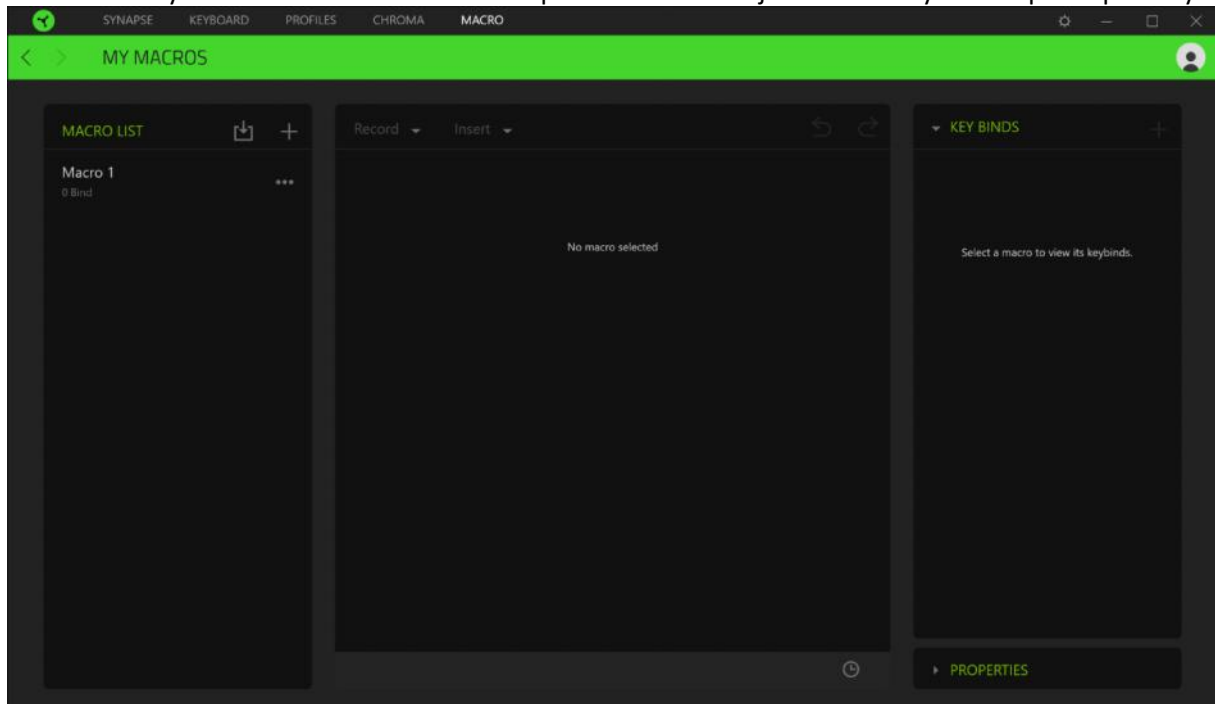 SYNAPSE KEYBOARD PROFILES CHROMA MACRO
MY MACROS
MACRO LIST
Macro 1
0 Bind
Record Insert
No macro selected
KEY BINDS
Select a macro to view its keybinds.
PROPERTIES